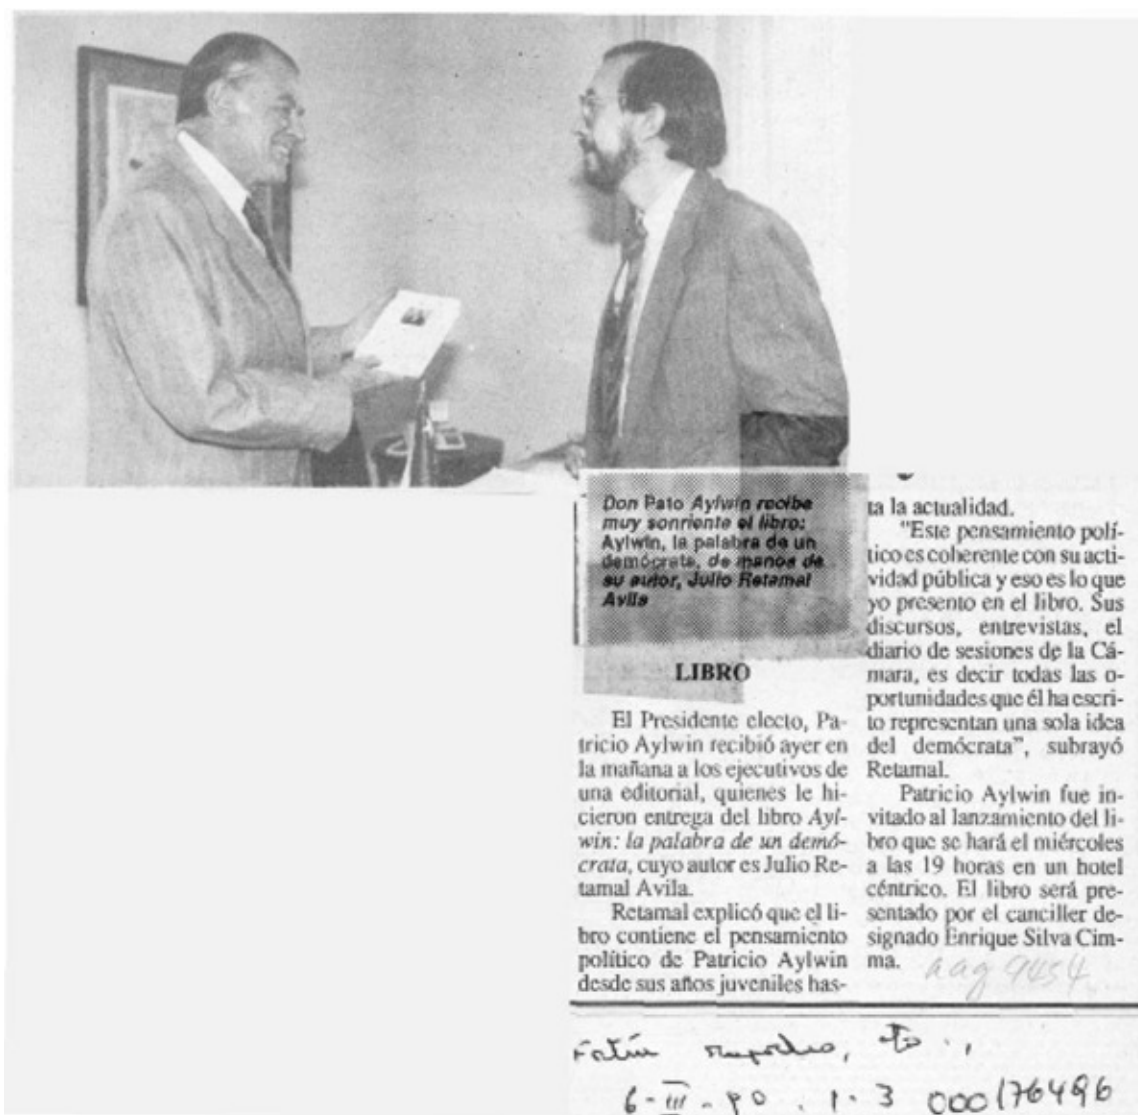 Don Pato Aylwin recibe
muy sonriente el libro:
Aylwin, la palabra de un
demócrata, de manos de
su autor, Julio Retamal
Avila
LIBRO
El Presidente electo, Pa-
tricio Aylwin recibió ayer en
la mañana a los ejecutivos de
una editorial, quienes le hi-
cieron entrega del libro Ayl-
win: la palabra de un demó-
crata, cuyo autor es Julio Re-
tamal Avila.
Retamal explicó que el li-
bro contiene el pensamiento
político de Patricio Aylwin
desde sus años juveniles has-
ta la actualidad.
"Este pensamiento polí-
tico es coherente con su acti-
vidad pública y eso es lo que
yo presento en el libro. Sus
discursos, entrevistas, el
diario de sesiones de la Cá-
mara, es decir todas las o-
portunidades que él ha escri-
to representan una sola idea
del demócrata", subrayó
Retamal.
Patricio Aylwin fue in-
vitado al lanzamiento del li-
bro que se hará el miércoles
a las 19 horas en un hotel
céntrico. El libro será pre-
sentado por el canciller de-
signado Enrique Silva Cim-
ma.
aag 9454
6-III-90. 1-3 000176496